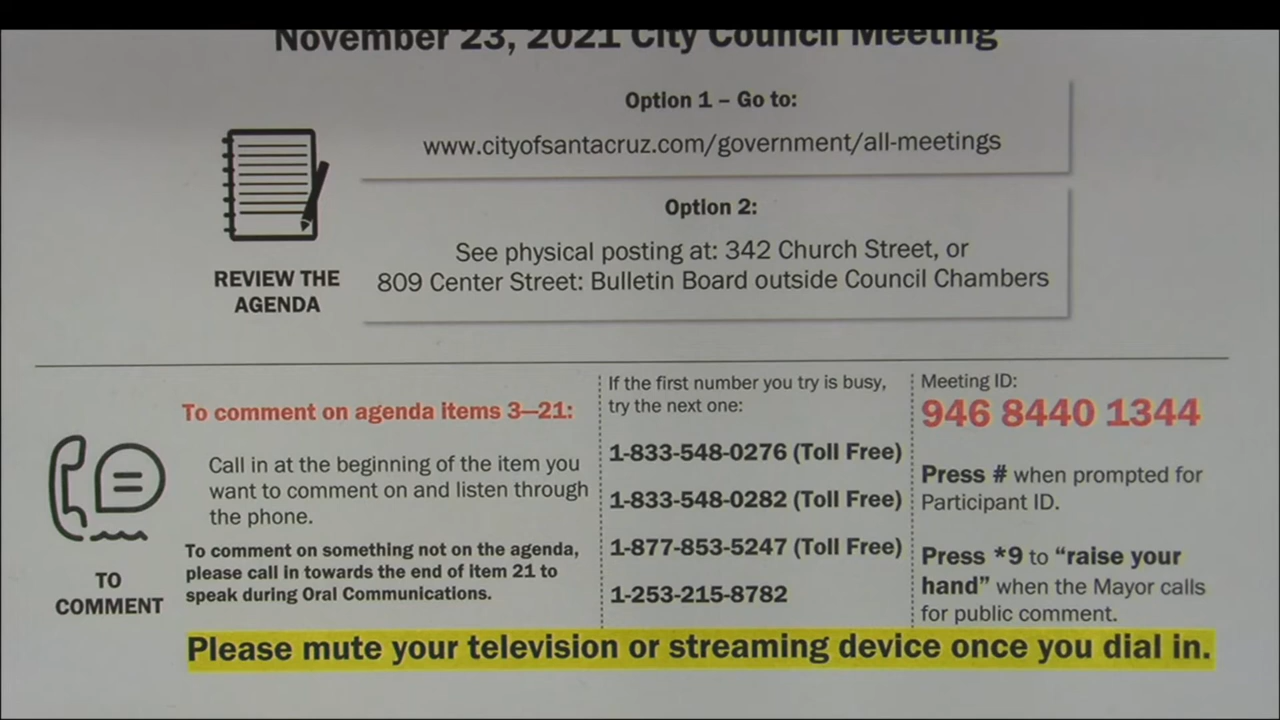 November 23, 2021 City Council Meeting
Option 1 – Go to:
www.cityofsantacruz.com/government/all-meetings
Option 2:
See physical posting at: 342 Church Street, or
809 Center Street: Bulletin Board outside Council Chambers
REVIEW THE
AGENDA
To comment on agenda items 3—21:
Call in at the beginning of the item you
want to comment on and listen through
the phone.
To comment on something not on the agenda,
please call in towards the end of item 21 to
speak during Oral Communications.
TO
COMMENT
If the first number you try is busy,
try the next one:
1-833-548-0276 (Toll Free)
1-833-548-0282 (Toll Free)
1-877-853-5247 (Toll Free)
1-253-215-8782
Meeting ID:
946 8440 1344
Press # when prompted for
Participant ID.
Press *9 to “raise your
hand” when the Mayor calls
for public comment.
Please mute your television or streaming device once you dial in.